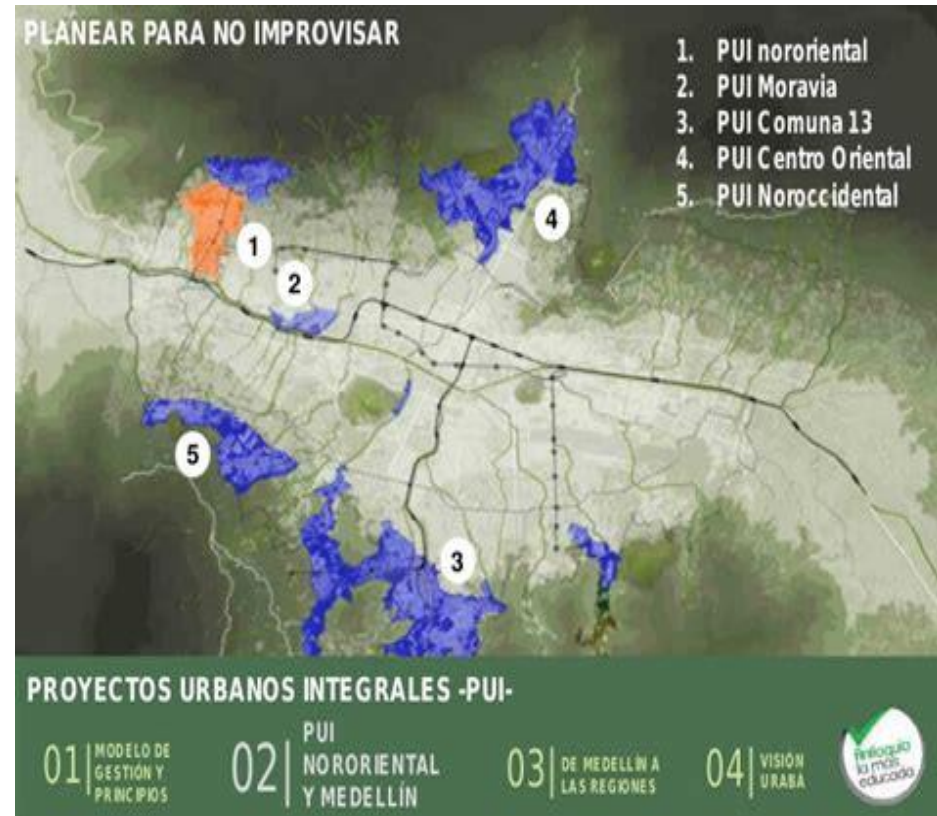 PLANEAR PARA NO IMPROVISAR
1. PUI nororiental
2. PUI Moravia
3. PUI Comuna 13
4. PUI Centro Oriental
5. PUI Noroccidental
4
1
2
5
3
PROYECTOS URBANOS INTEGRALES -PUI-
01
MODELO DE
GESTIÓN Y
PRINCIPIOS
02
PUI
NORORIENTAL
Y MEDELLÍN
03
DE MEDELLÍN A
LAS REGIONES
04
VISIÓN
URABA
Antioquia
la más
educada